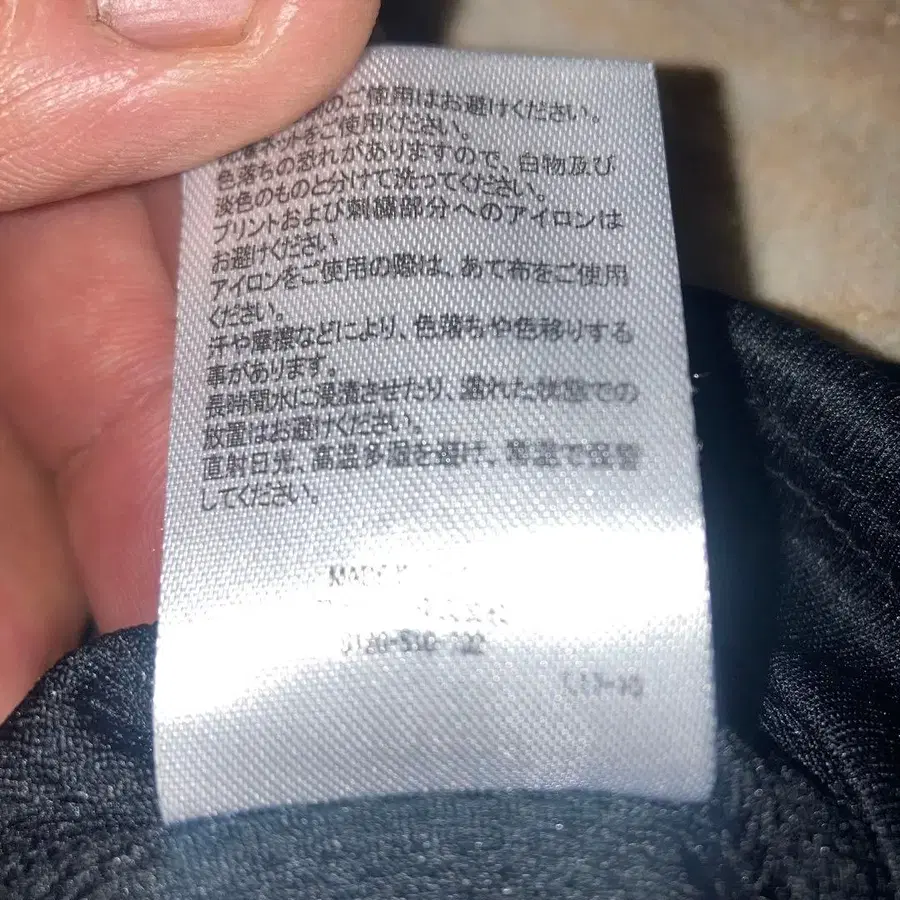 のご使用はお避けください。
ネットをご使用ください。
色落ちの恐れがありますので、白物及び
淡色のものと分けて洗ってください。
プリントおよび刺繍部分へのアイロンは
お避けください
アイロンをご使用の際は、あて布をご使用
ください。
汗や摩擦などにより、色落ちや色移りする
事があります。
長時間水に浸漬させたり、濡れた状態での
放置はお避けください。
直射日光、高温多湿を避け、常温で保管
してください。
MADE